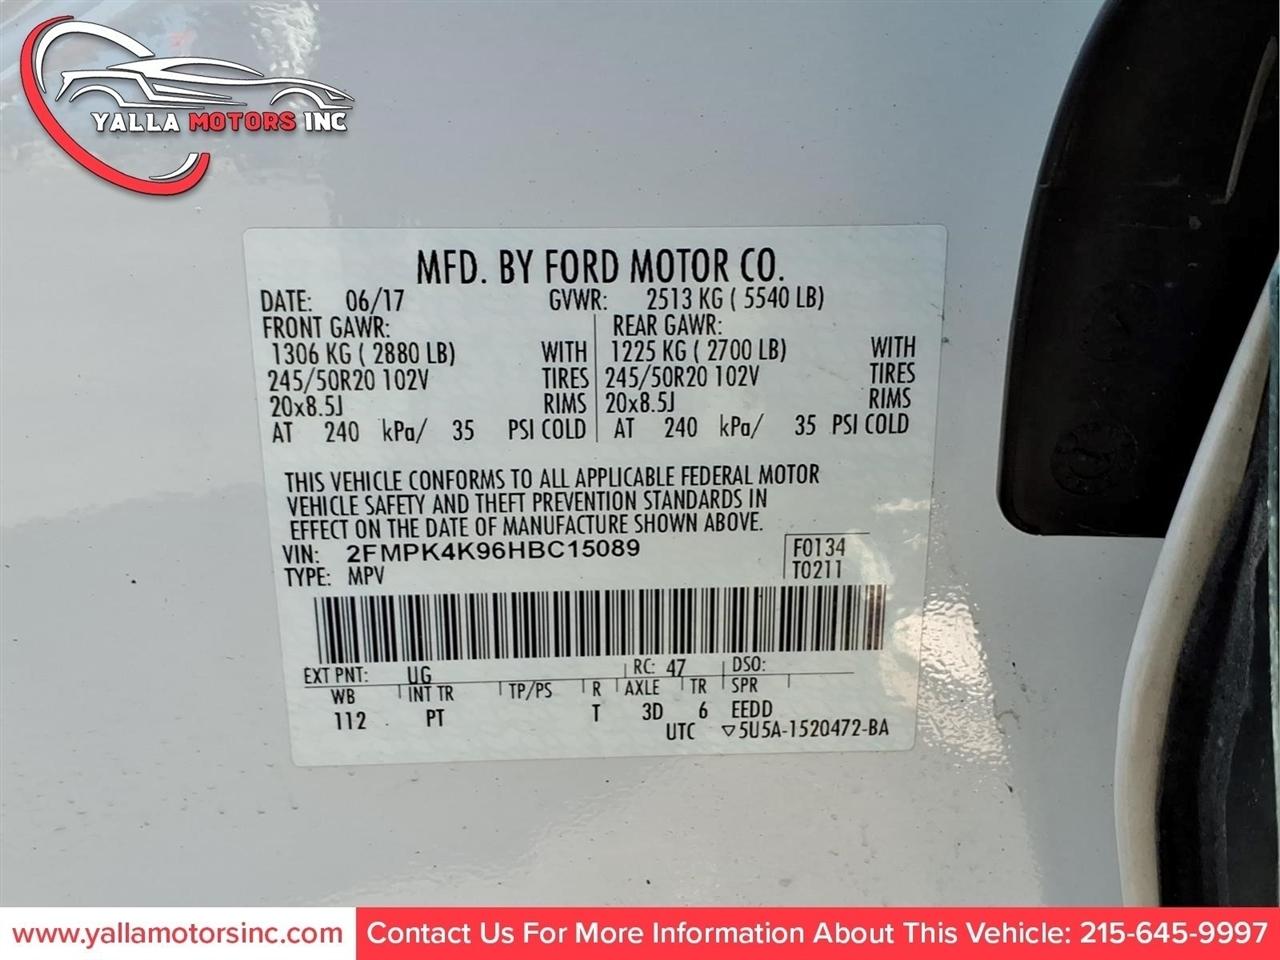 YALLA MOTORS INC
MFD. BY FORD MOTOR CO.
DATE: 06/17 GVWR: 2513 KG ( 5540 LB)
FRONT GAWR: REAR GAWR:
1306 KG ( 2880 LB) WITH 1225 KG ( 2700 LB) WITH
245/50R20 102V TIRES 245/50R20 102V TIRES
20x8.5J RIMS 20x8.5J RIMS
AT 240 kPa/ 35 PSI COLD AT 240 kPa/ 35 PSI COLD
THIS VEHICLE CONFORMS TO ALL APPLICABLE FEDERAL MOTOR
VEHICLE SAFETY AND THEFT PREVENTION STANDARDS IN
EFFECT ON THE DATE OF MANUFACTURE SHOWN ABOVE.
VIN: 2FMPK4K96HBC15089 F0134
TYPE: MPV T0211
EXT PNT: UG RC: 47 DSO:
WB INT TR TP/PS R AXLE TR SPR
112 PT T 3D 6 EEDD
UTC ▽5U5A-1520472-BA
www.yallamotorsinc.com Contact Us For More Information About This Vehicle: 215-645-9997